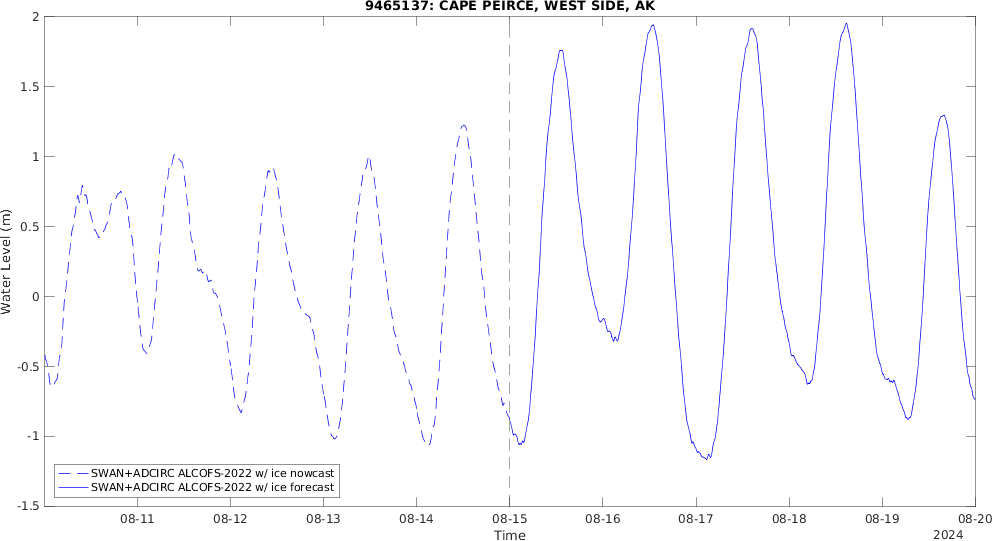 9465137: CAPE PEIRCE, WEST SIDE, AK
2
1.5
1
0.5
0
-0.5
-1
-1.5
Water Level (m)
SWAN+ADCIRC ALCOFS-2022 w/ ice nowcast
SWAN+ADCIRC ALCOFS-2022 w/ ice forecast
08-11 08-12 08-13 08-14 08-15 08-16 08-17 08-18 08-19 08-20
Time
2024